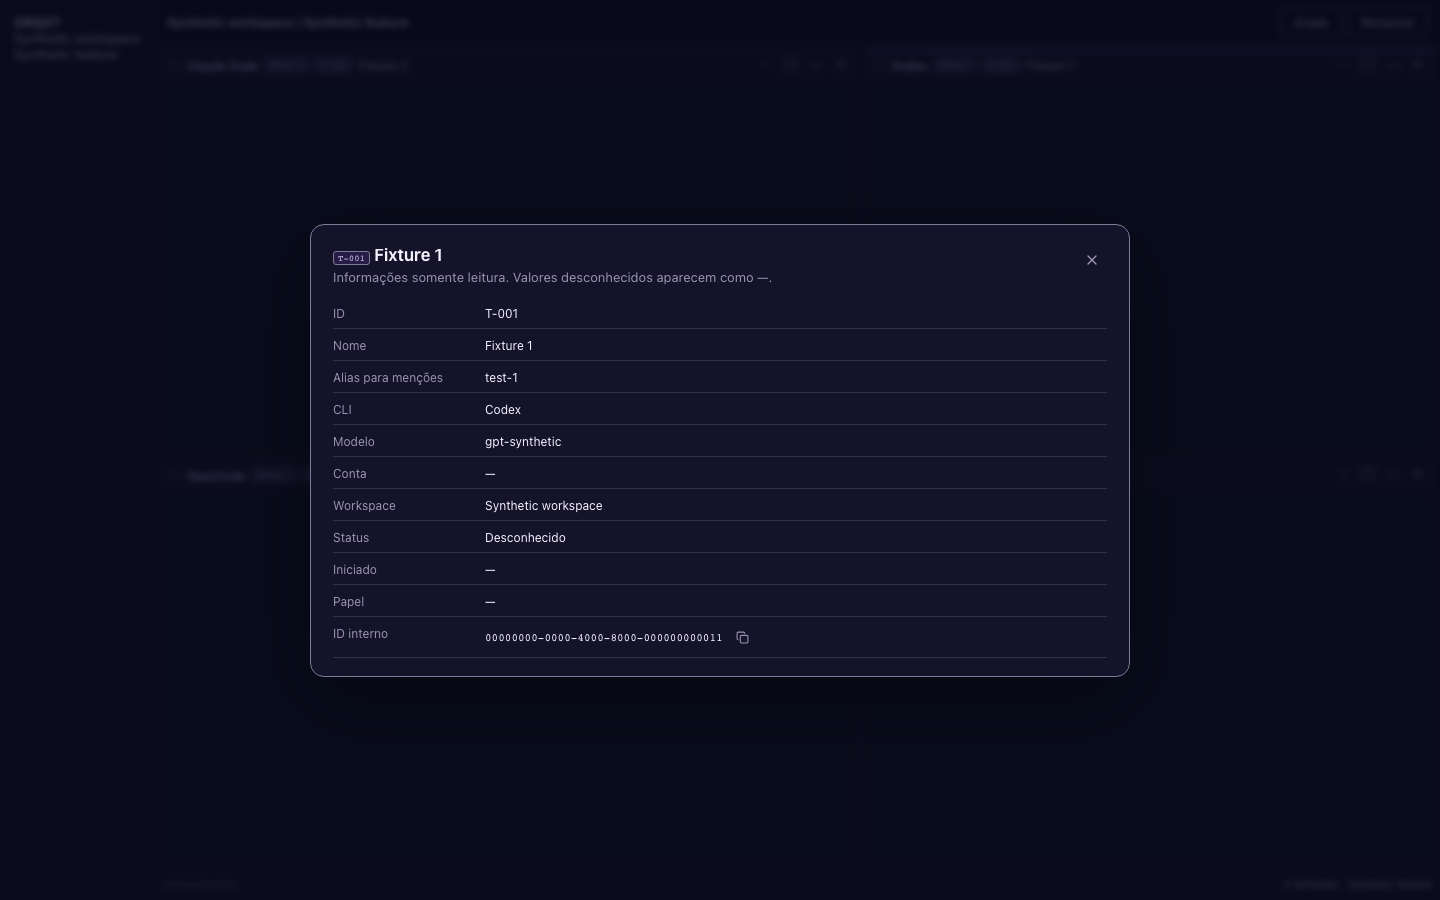 T-001 Fixture 1
Informações somente leitura. Valores desconhecidos aparecem como —.
ID T-001
Nome Fixture 1
Alias para menções test-1
CLI Codex
Modelo gpt-synthetic
Conta —
Workspace Synthetic workspace
Status Desconhecido
Iniciado —
Papel —
ID interno 00000000-0000-4000-8000-000000000011